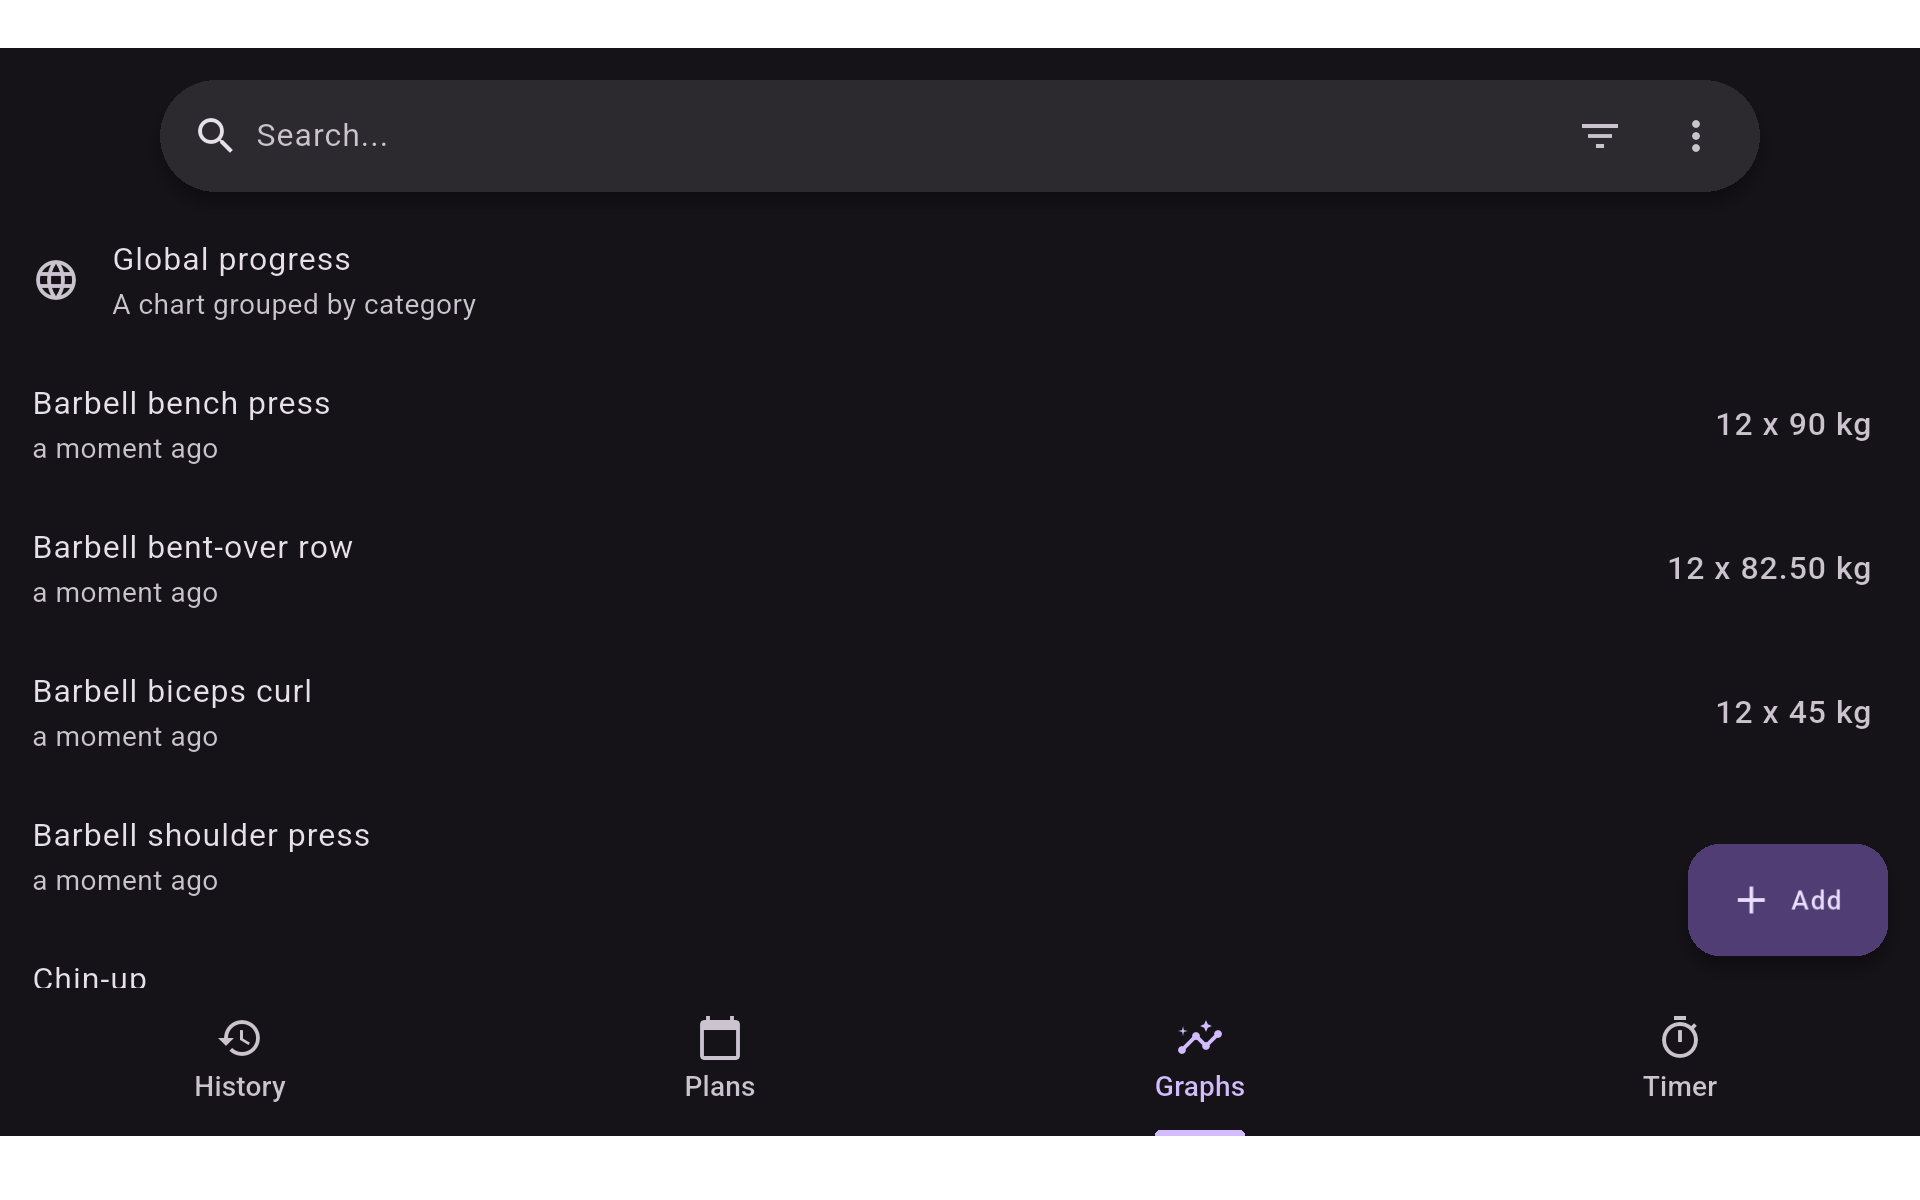 Search...
Global progress
A chart grouped by category
Barbell bench press
a moment ago
12 x 90 kg
Barbell bent-over row
a moment ago
12 x 82.50 kg
Barbell biceps curl
a moment ago
12 x 45 kg
Barbell shoulder press
a moment ago
Add
Chin-up
History
Plans
Graphs
Timer